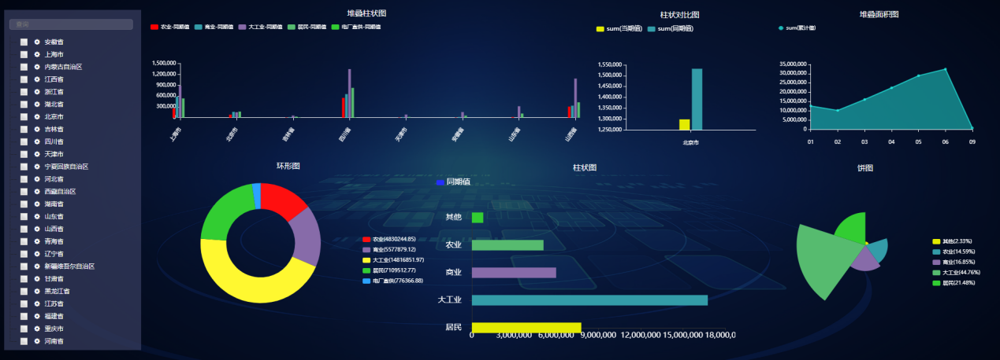 查询
安徽省
上海市
内蒙古自治区
江西省
浙江省
湖北省
北京市
吉林省
四川省
天津市
宁夏回族自治区
河北省
西藏自治区
湖南省
山东省
山西省
青海省
辽宁省
新疆维吾尔自治区
甘肃省
黑龙江省
江苏省
福建省
重庆市
河南省
堆叠柱状图
农业-同期值 商业-同期值 大工业-同期值 居民-同期值 电厂直供-同期值
1,500,000
1,200,000
900,000
600,000
300,000
上海市 北京市 吉林省 四川省 天津市 安徽省 山东省 山西省
柱状对比图
sum(当期值) sum(同期值)
1,550,000
1,500,000
1,450,000
1,400,000
1,350,000
1,300,000
1,250,000
北京市
堆叠面积图
sum(累计值)
35,000,000
30,000,000
25,000,000
20,000,000
15,000,000
10,000,000
5,000,000
0
01 02 03 04 05 06 09
环形图
农业(4830244.85)
商业(5577879.12)
大工业(14816851.97)
居民(7109512.77)
电厂直供(776366.88)
柱状图
同期值
其他
农业
商业
大工业
居民
0 3,000,000 6,000,000 9,000,000 12,000,000 15,000,000 18,000,0
饼图
其他(2.33%)
农业(14.59%)
商业(16.85%)
大工业(44.76%)
居民(21.48%)